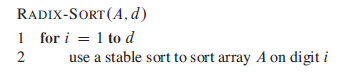 RADIX-SORT(A, d)
1 for i = 1 to d
2 use a stable sort to sort array A on digit i